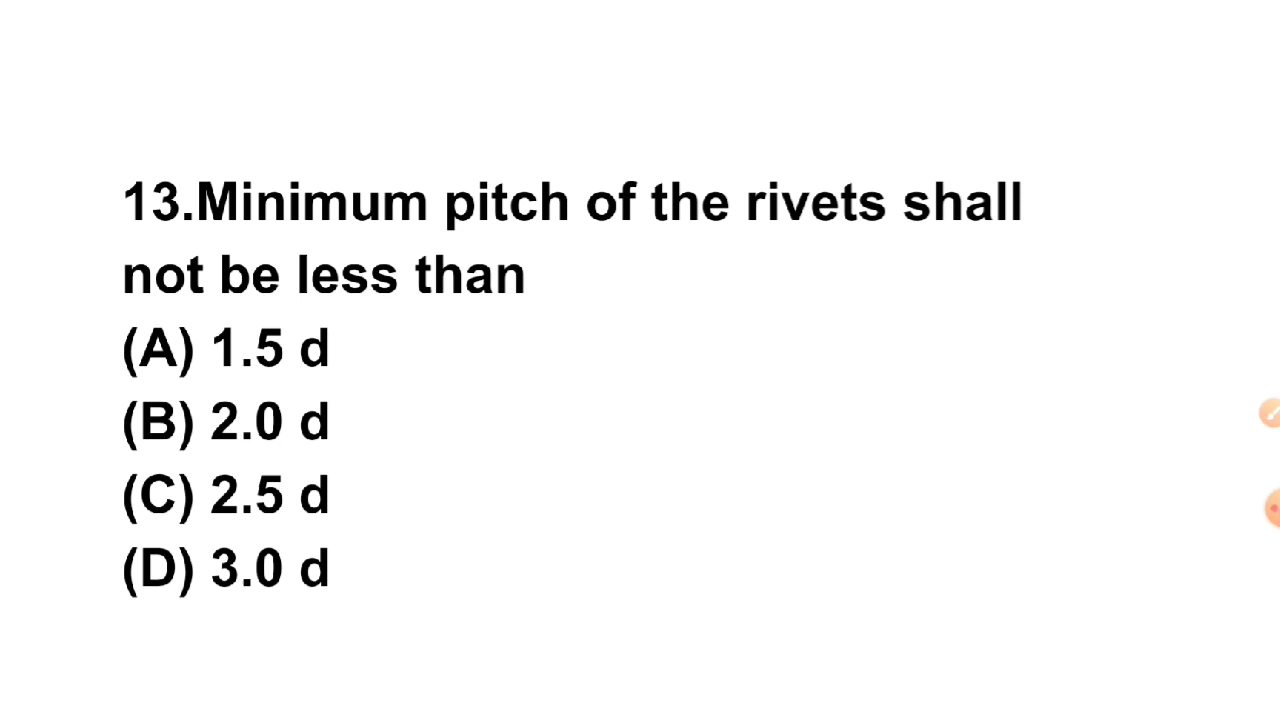 13.Minimum pitch of the rivets shall
not be less than
(A) 1.5 d
(B) 2.0 d
(C) 2.5 d
(D) 3.0 d